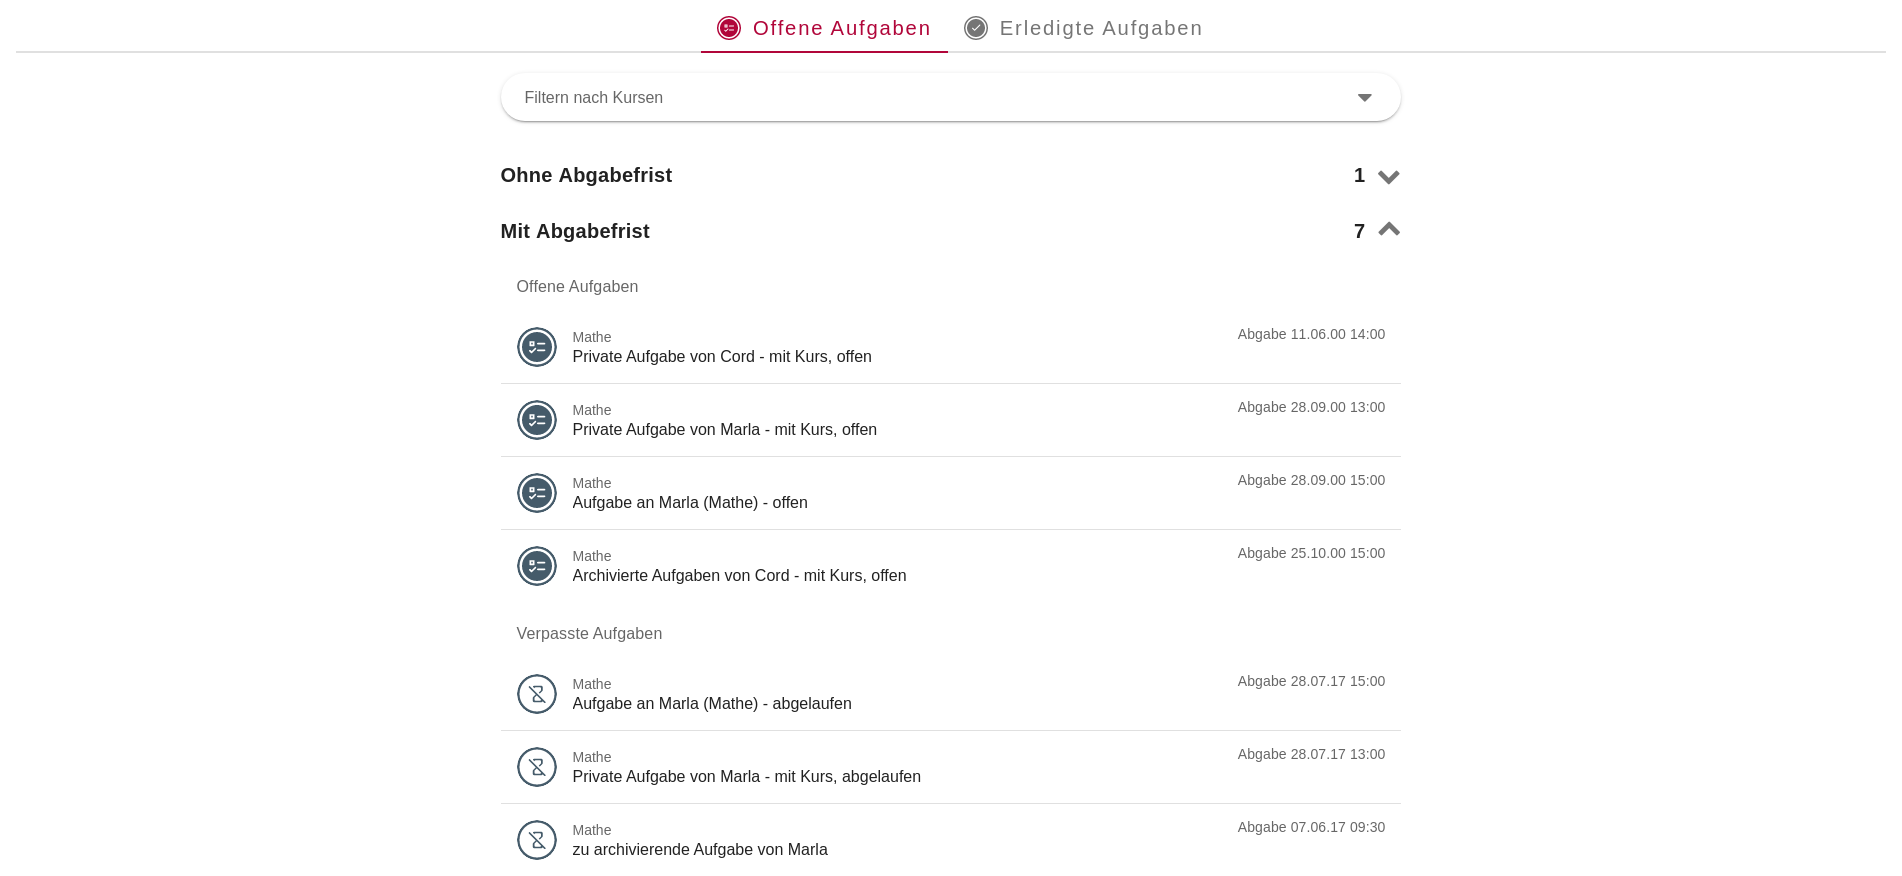 Offene Aufgaben
Erledigte Aufgaben
Filtern nach Kursen
Ohne Abgabefrist 1
Mit Abgabefrist 7
Offene Aufgaben
Mathe Abgabe 11.06.00 14:00
Private Aufgabe von Cord - mit Kurs, offen
Mathe Abgabe 28.09.00 13:00
Private Aufgabe von Marla - mit Kurs, offen
Mathe Abgabe 28.09.00 15:00
Aufgabe an Marla (Mathe) - offen
Mathe Abgabe 25.10.00 15:00
Archivierte Aufgaben von Cord - mit Kurs, offen
Verpasste Aufgaben
Mathe Abgabe 28.07.17 15:00
Aufgabe an Marla (Mathe) - abgelaufen
Mathe Abgabe 28.07.17 13:00
Private Aufgabe von Marla - mit Kurs, abgelaufen
Mathe Abgabe 07.06.17 09:30
zu archivierende Aufgabe von Marla